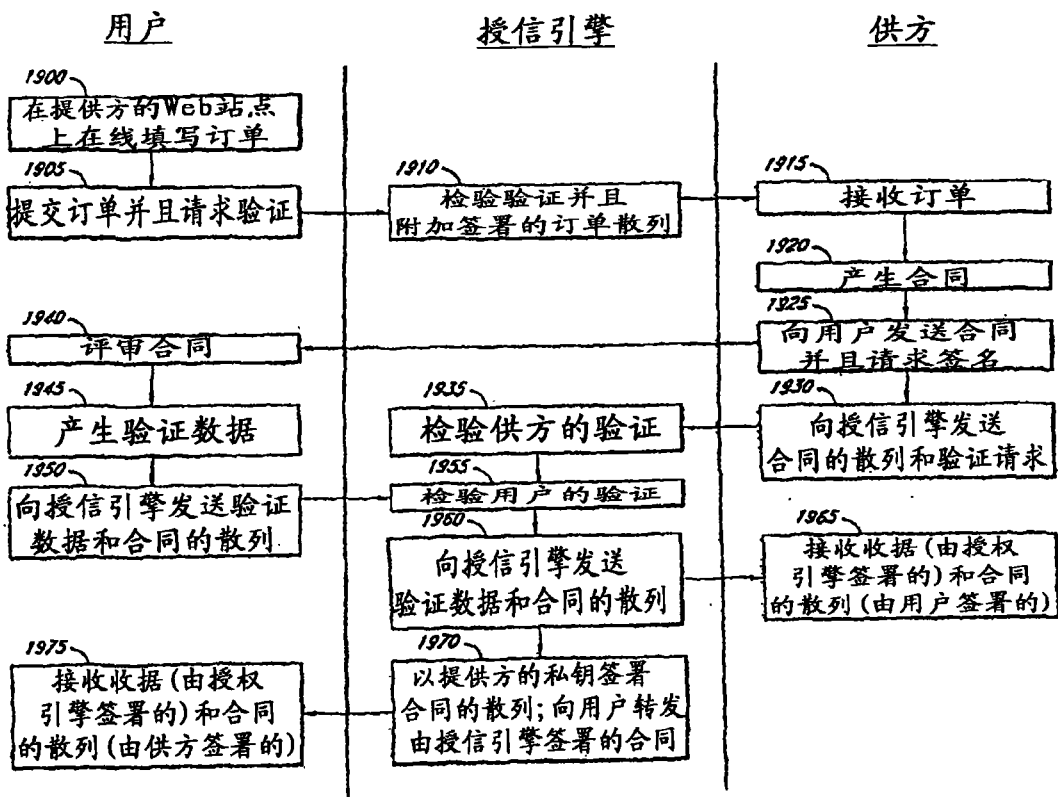 用户
授信引擎
供方
1900
在提供方的Web站点
上在线填写订单
1905
提交订单并且请求验证
1910
检验验证并且
附加签署的订单散列
1915
接收订单
1920
产生合同
1925
向用户发送合同
并且请求签名
1940
评审合同
1945
产生验证数据
1935
检验供方的验证
1930
向授信引擎发送
合同的散列和验证请求
1950
向授信引擎发送验证
数据和合同的散列
1955
检验用户的验证
1960
向授信引擎发送
验证数据和合同的散列
1965
接收收据(由授权
引擎签署的)和合同
的散列(由用户签署的)
1975
接收收据(由授权
引擎签署的)和合同
的散列(由供方签署的)
1970
以提供方的私钥签署
合同的散列;向用户转发
由授信引擎签署的合同